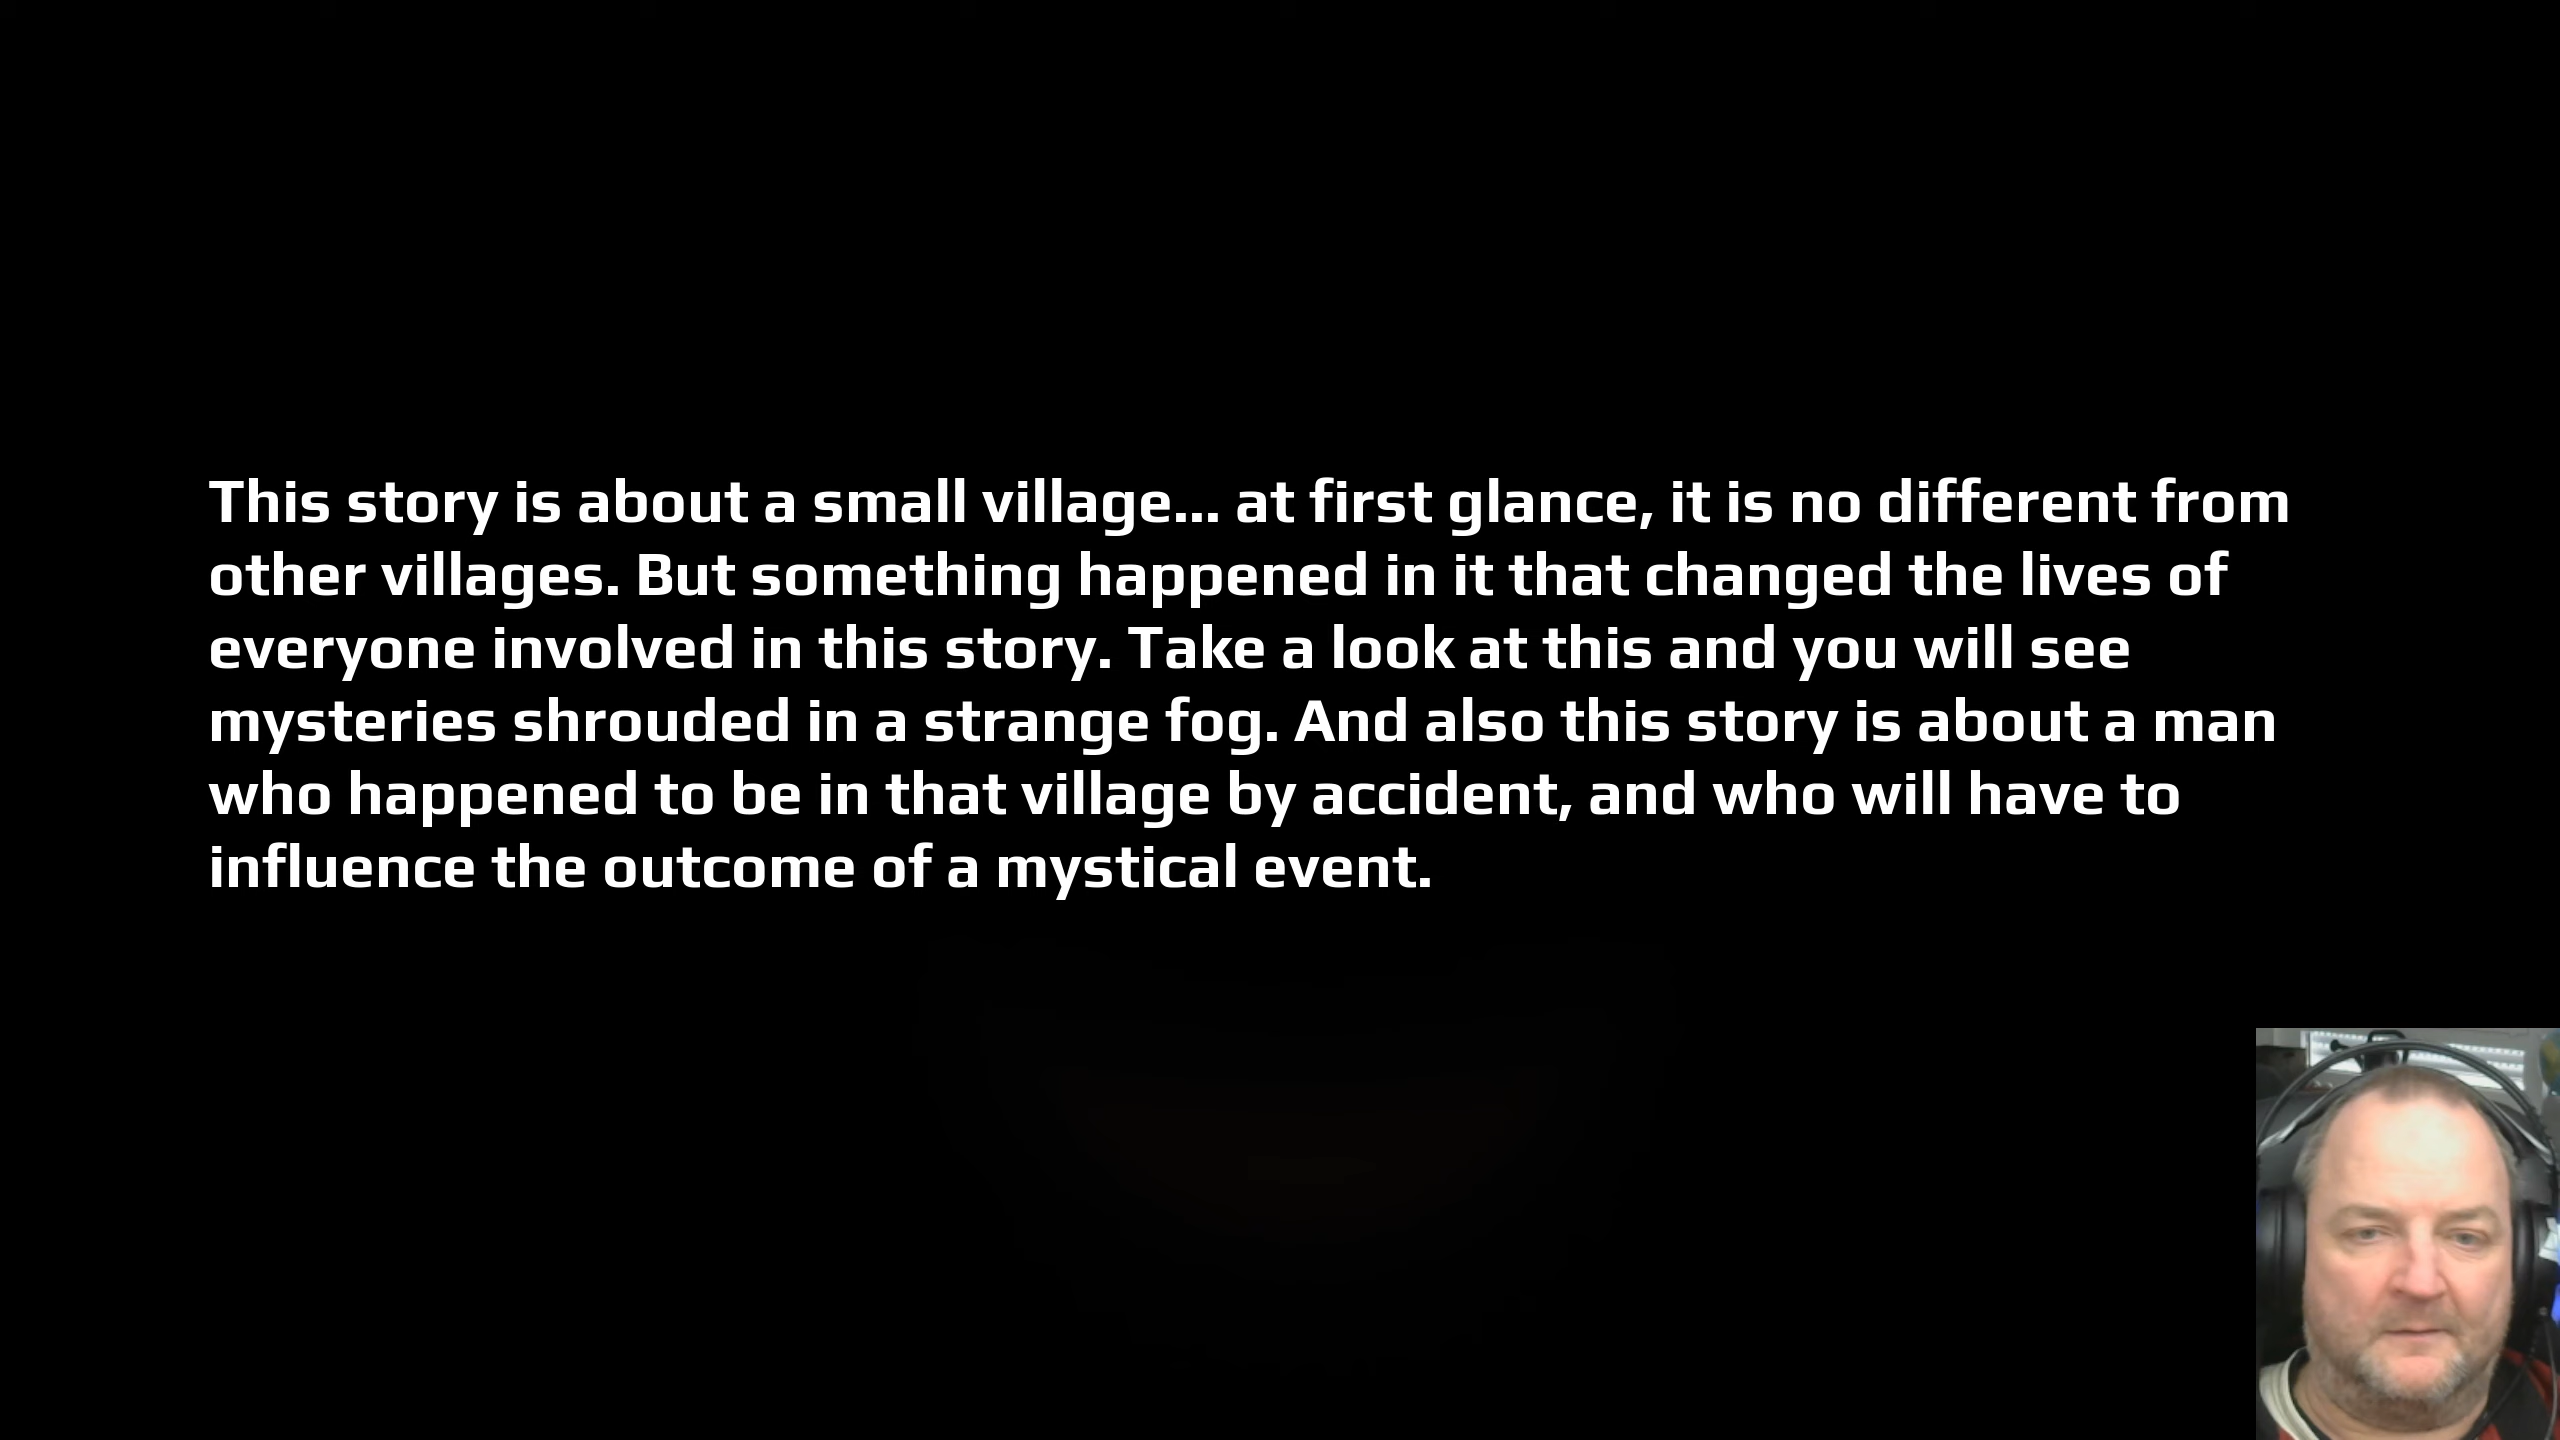 This story is about a small village... at first glance, it is no different from
other villages. But something happened in it that changed the lives of
everyone involved in this story. Take a look at this and you will see
mysteries shrouded in a strange fog. And also this story is about a man
who happened to be in that village by accident, and who will have to
influence the outcome of a mystical event.